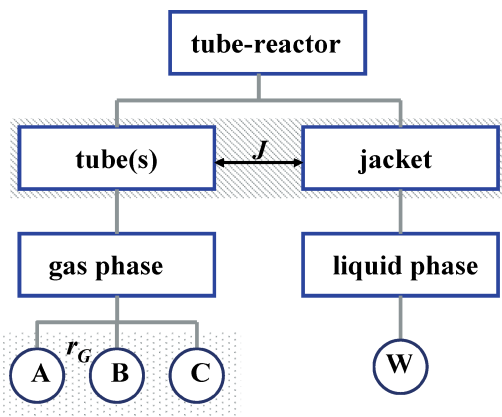 tube-reactor
tube(s)
J
jacket
gas phase
liquid phase
r_G
A
B
C
W